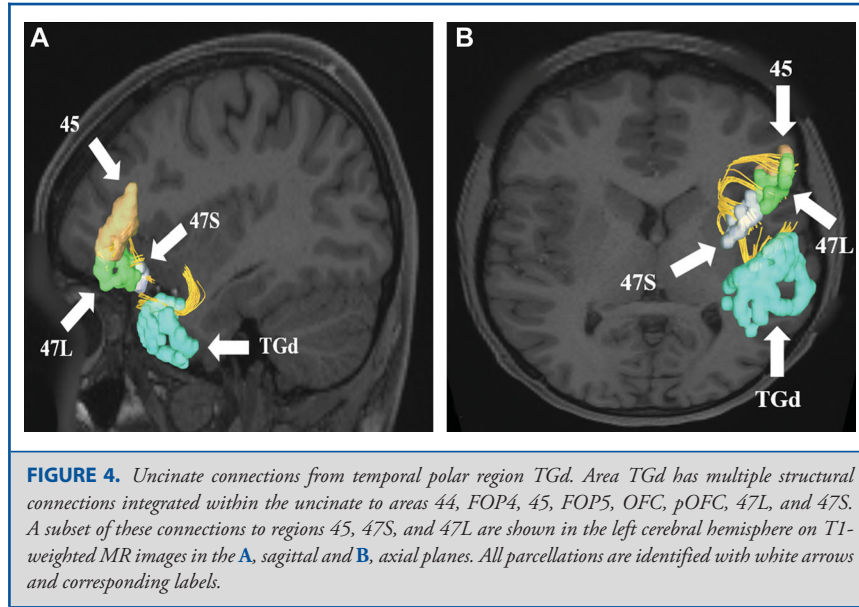 A
45
47S
47L
TGd
B
45
47L
47S
TGd
FIGURE 4. Uncinate connections from temporal polar region TGd. Area TGd has multiple structural
connections integrated within the uncinate to areas 44, FOP4, 45, FOP5, OFC, pOFC, 47L, and 47S.
A subset of these connections to regions 45, 47S, and 47L are shown in the left cerebral hemisphere on T1-
weighted MR images in the A, sagittal and B, axial planes. All parcellations are identified with white arrows
and corresponding labels.